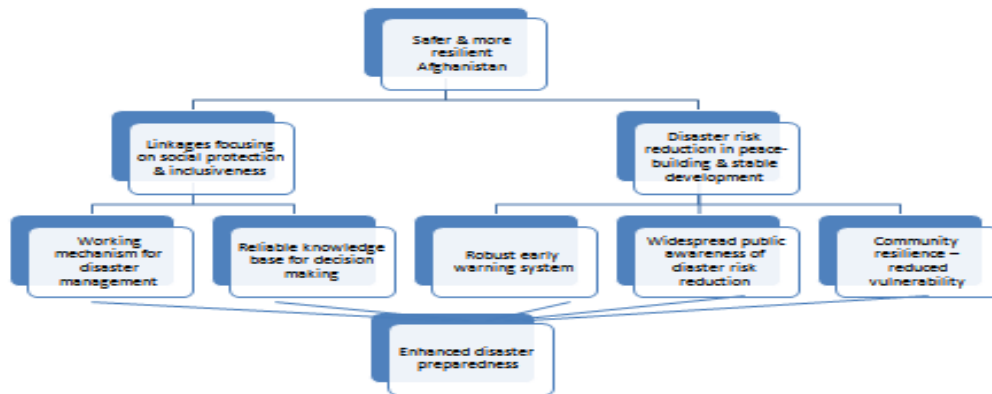 Safer & more
resilient
Afghanistan
Linkages focusing
on social protection
& inclusiveness
Disaster risk
reduction in peace-
building & stable
development
Working
mechanism for
disaster
management
Reliable knowledge
base for decision
making
Robust early
warning system
Widespread public
awareness of
diaster risk
reduction
Community
resilience –
reduced
vulnerability
Enhanced disaster
preparedness